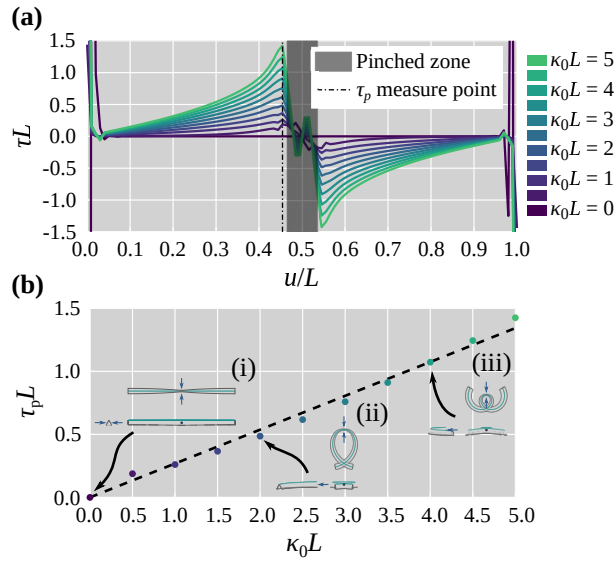 (a)
1.5
1.0
0.5
0.0
-0.5
-1.0
-1.5
τL
Pinched zone
τp measure point
κ0L = 5
κ0L = 4
κ0L = 3
κ0L = 2
κ0L = 1
κ0L = 0
0.0 0.1 0.2 0.3 0.4 0.5 0.6 0.7 0.8 0.9 1.0
u/L
(b)
1.5
1.0
0.5
0.0
τpL
(i)
(ii)
(iii)
0.0 0.5 1.0 1.5 2.0 2.5 3.0 3.5 4.0 4.5 5.0
κ0L